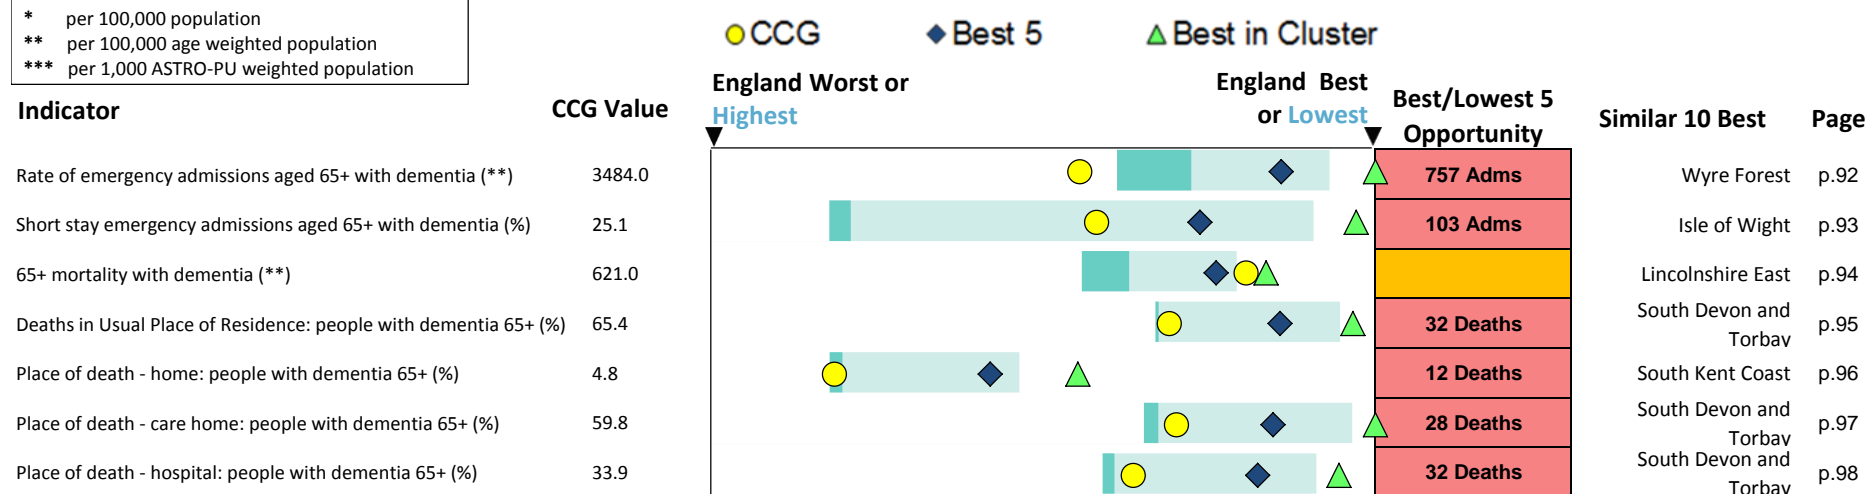 * per 100,000 population
** per 100,000 age weighted population
*** per 1,000 ASTRO-PU weighted population
CCG Best 5 Best in Cluster
Indicator CCG Value England Worst or Highest England Best or Lowest Best/Lowest 5 Opportunity Similar 10 Best Page
Rate of emergency admissions aged 65+ with dementia (**) 3484.0 757 Adms Wyre Forest p.92
Short stay emergency admissions aged 65+ with dementia (%) 25.1 103 Adms Isle of Wight p.93
65+ mortality with dementia (**) 621.0 Lincolnshire East p.94
Deaths in Usual Place of Residence: people with dementia 65+ (%) 65.4 32 Deaths South Devon and Torbay p.95
Place of death - home: people with dementia 65+ (%) 4.8 12 Deaths South Kent Coast p.96
Place of death - care home: people with dementia 65+ (%) 59.8 28 Deaths South Devon and Torbay p.97
Place of death - hospital: people with dementia 65+ (%) 33.9 32 Deaths South Devon and Torbay p.98